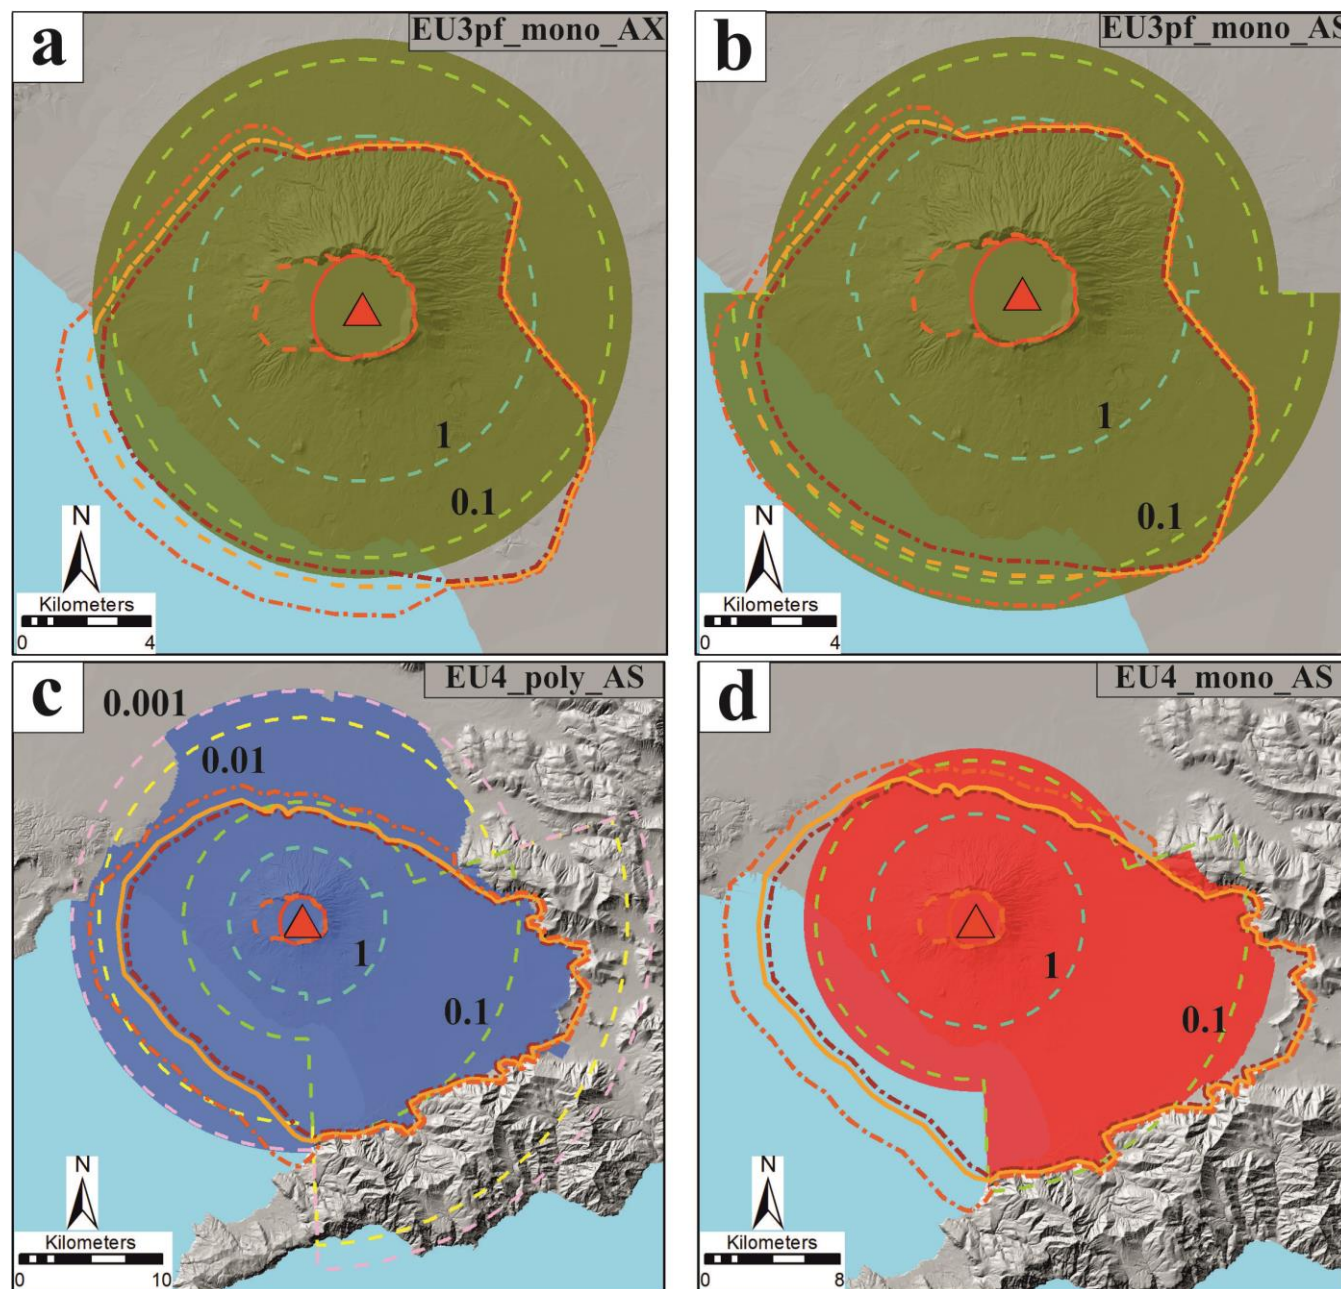 a
EU3pf_mono_AX
1
0.1
N
Kilometers
0 4
b
EU3pf_mono_AS
1
0.1
N
Kilometers
0 4
c
EU4_poly_AS
0.001
0.01
1
0.1
N
Kilometers
0 10
d
EU4_mono_AS
1
0.1
N
Kilometers
0 8